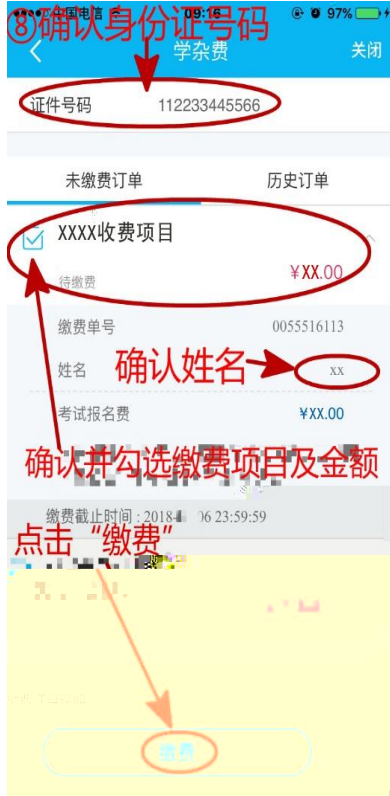 中国电信 09:16 97%
⑧确认身份证号码
学杂费 关闭
证件号码 112233445566
未缴费订单 历史订单
XXXX收费项目
待缴费 ¥XX.00
缴费单号 0055516113
姓名 确认姓名 xx
考试报名费 ¥XX.00
确认并勾选缴费项目及金额
缴费截止时间 : 2018- 06 23:59:59
点击“缴费”
缴费